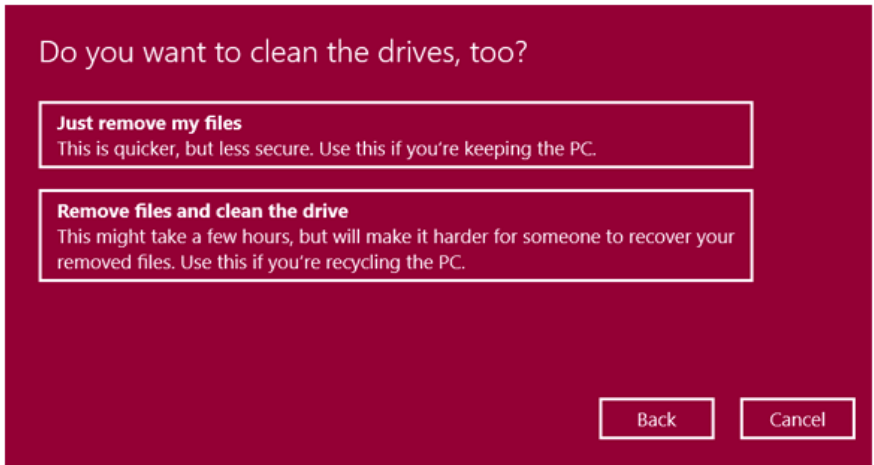 Do you want to clean the drives, too?
Just remove my files
This is quicker, but less secure. Use this if you're keeping the PC.
Remove files and clean the drive
This might take a few hours, but will make it harder for someone to recover your
removed files. Use this if you're recycling the PC.
Back
Cancel